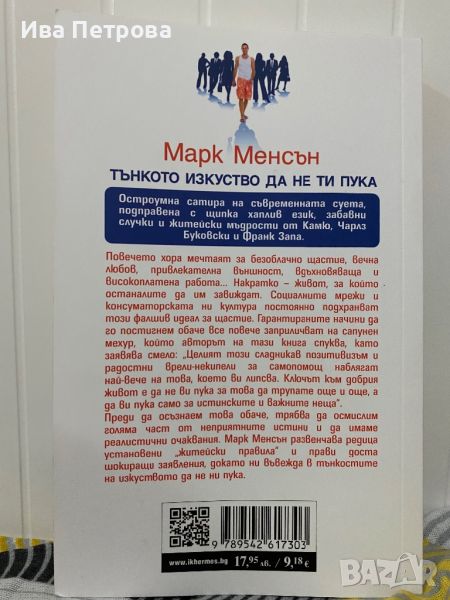 Ива Петрова
Марк Менсън
ТЪНКОТО ИЗКУСТВО ДА НЕ ТИ ПУКА
Остроумна сатира на съвременната суета,
подправена с щипка хаплив език, забавни
случки и житейски мъдрости от Камю, Чарлз
Буковски и Франк Запа.
Повечето хора мечтаят за безоблачно щастие, вечна
любов, привлекателна външност, вдъхновяваща и
високоплатена работа... Накратко – живот, за който
останалите да им завиждат. Социалните мрежи и
консуматорската ни култура постоянно подхранват
този фалшив идеал за щастие. Гарантираните начини да
го постигнем обаче все повече заприличват на сапунен
мехур, който авторът на тази книга спуква, като
заявява смело: „Целият този сладникав позитивизъм и
радостни врели-некипели за самопомощ наблягат
най-вече на това, което ви липсва. Ключът към добрия
живот е да не ви пука за това да трупате още и още, а
да ви пука само за истинските и важните неща“.
Преди да осъзнаем това обаче, трябва да осмислим
голяма част от неприятните истини и да имаме
реалистични очаквания. Марк Менсън развенчава редица
установени „житейски правила“ и прави доста
шокиращи заявления, докато ни въвежда в тънкостите
на изкуството да не ни пука.
9 789542 617303
www.ikhermes.bg 17,95 лв. / 9,18 €
BAZAR